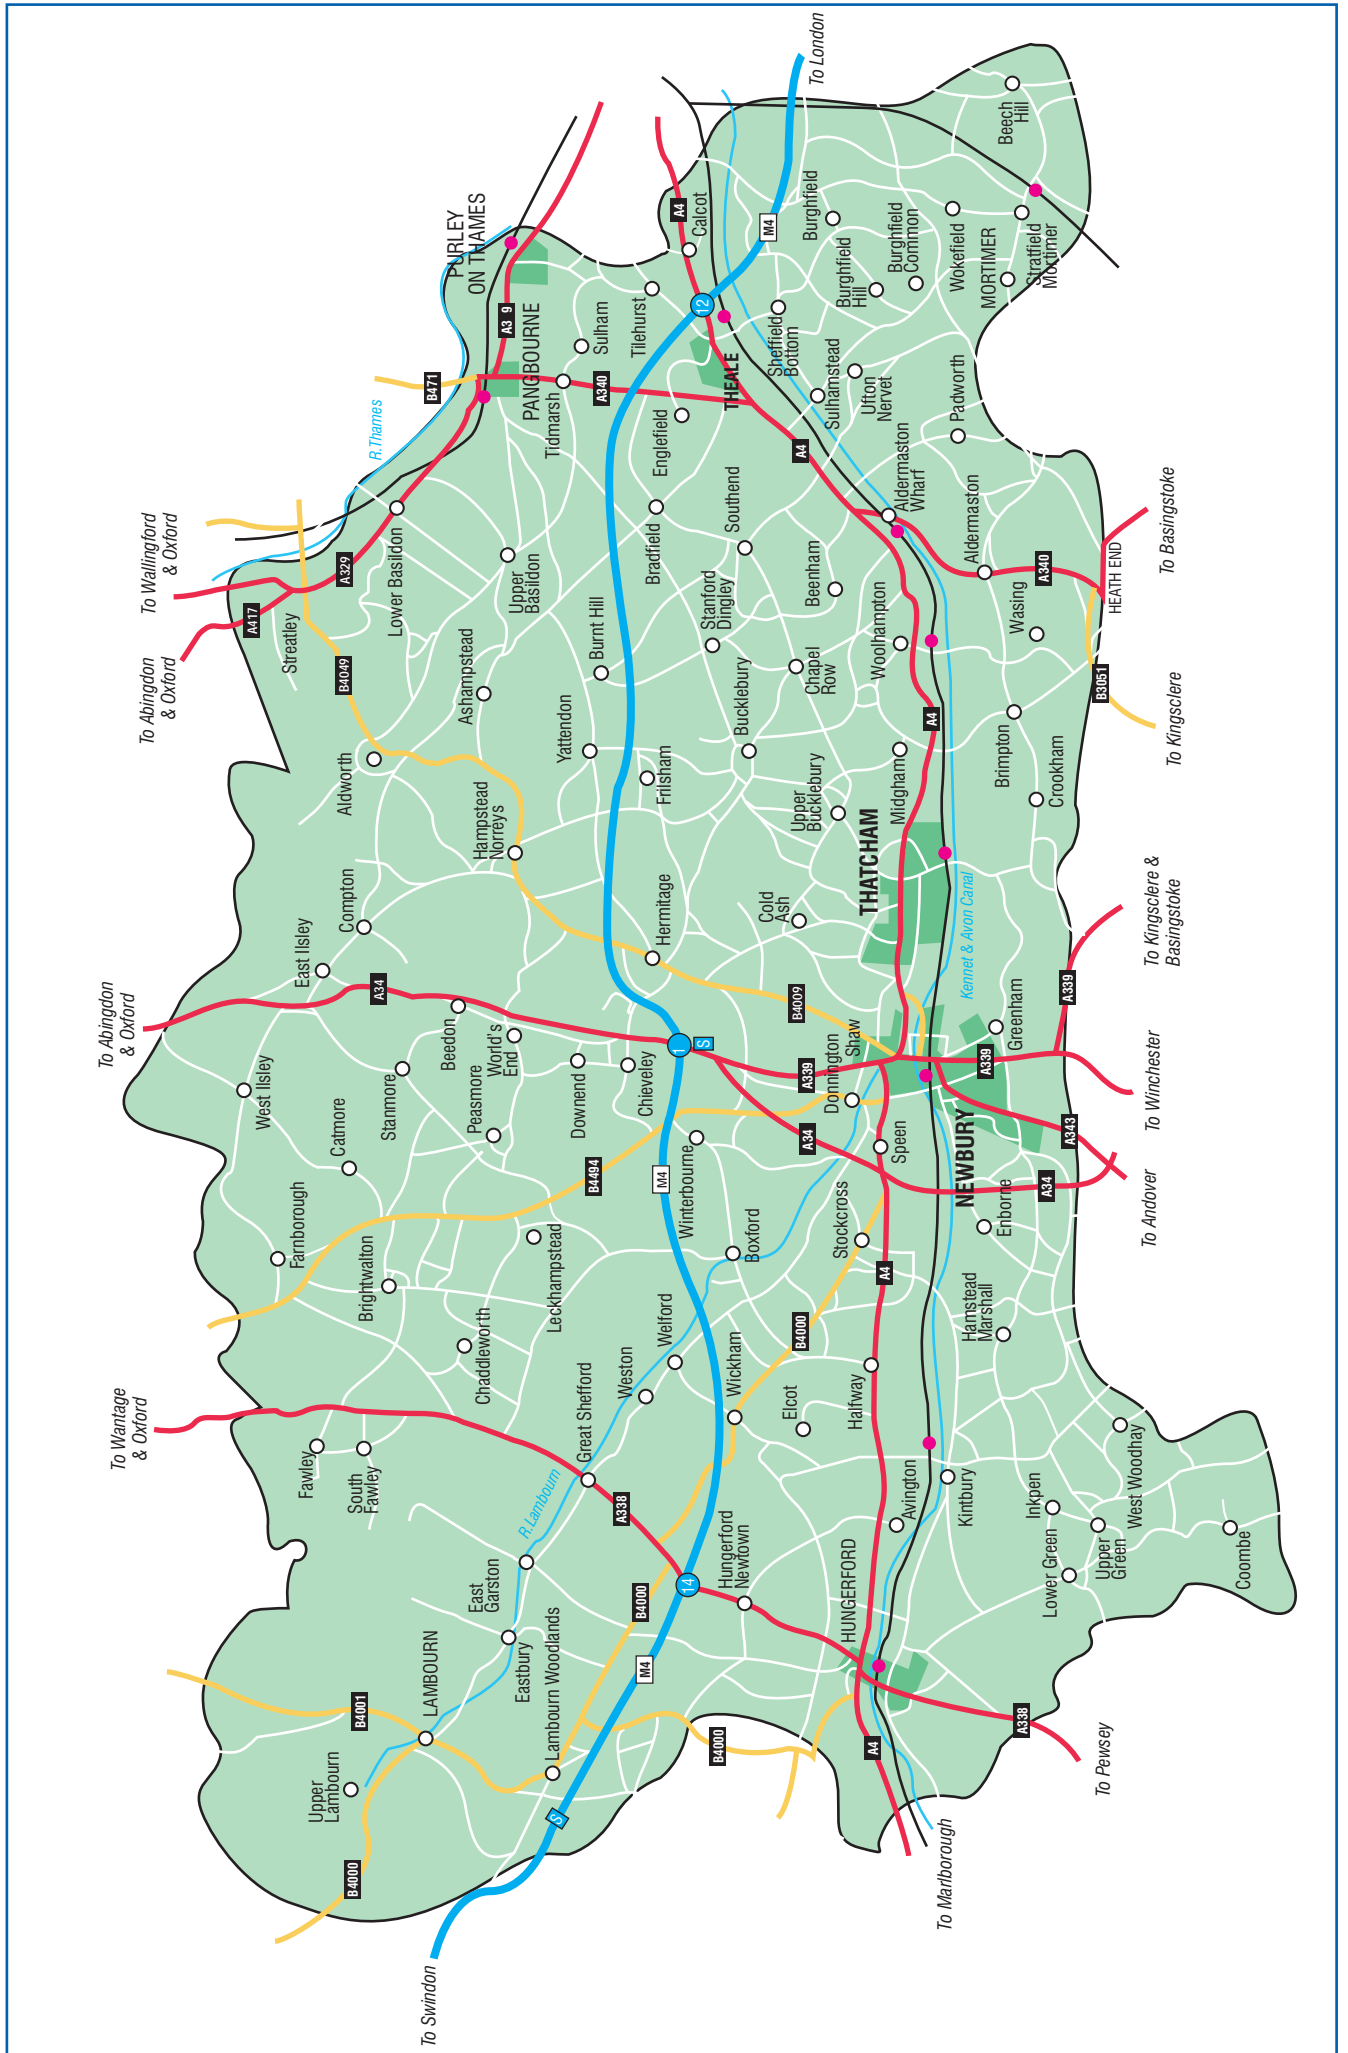 To London
Beech
Hill
PURLEY
ON THAMES
A4
Calcot
M4
Burghfield
Burghfield
Hill
Burghfield
Common
Wokefield
MORTIMER
Stratfield
Mortimer
A3 9
PANGBOURNE
Sulham
Tilehurst
12
Sheffield
Bottom
THEALE
Sulhamstead
Ufton
Nervet
Padworth
B471
R.Thames
Tidmarsh
A340
Englefield
A4
Aldermaston
Wharf
Aldermaston
To Wallingford
& Oxford
A329
Lower Basildon
Upper
Basildon
Bradfield
Southend
Beenham
A340
HEATH END
To Basingstoke
A417
To Abingdon
& Oxford
Streatley
B4049
Ashampstead
Burnt Hill
Stanford
Dingley
Chapel
Row
Woolhampton
Wasing
B3051
To Kingsclere
Aldworth
Yattendon
Frilsham
Bucklebury
Upper
Bucklebury
Midgham
A4
Brimpton
Crookham
Hampstead
Norreys
Compton
East Ilsley
Hermitage
Cold
Ash
THATCHAM
Kennet & Avon Canal
To Kingsclere &
Basingstoke
A339
To Abingdon
& Oxford
A34
Beedon
World's
End
B4009
Shaw
Greenham
A339
West Ilsley
Stanmore
Peasmore
Downend
Chieveley
1
S
A339
Donnington
To Winchester
Catmore
B4494
M4
Winterbourne
A34
Speen
NEWBURY
A343
A34
Enborne
To Andover
Farnborough
Brightwalton
Leckhampstead
Boxford
Stockcross
A4
Hamstead
Marshall
Chaddleworth
Welford
Weston
Wickham
B4000
Halfway
Elcot
To Wantage
& Oxford
Fawley
South
Fawley
Great Shefford
R.Lambourn
A338
Avington
Kintbury
Inkpen
West Woodhay
Lower Green
Upper
Green
Coombe
East
Garston
Eastbury
14
Hungerford
Newtown
B4000
HUNGERFORD
M4
Lambourn Woodlands
LAMBOURN
B4001
Upper
Lambourn
B4000
A4
A338
To Pewsey
S
B4000
To Marlborough
To Swindon